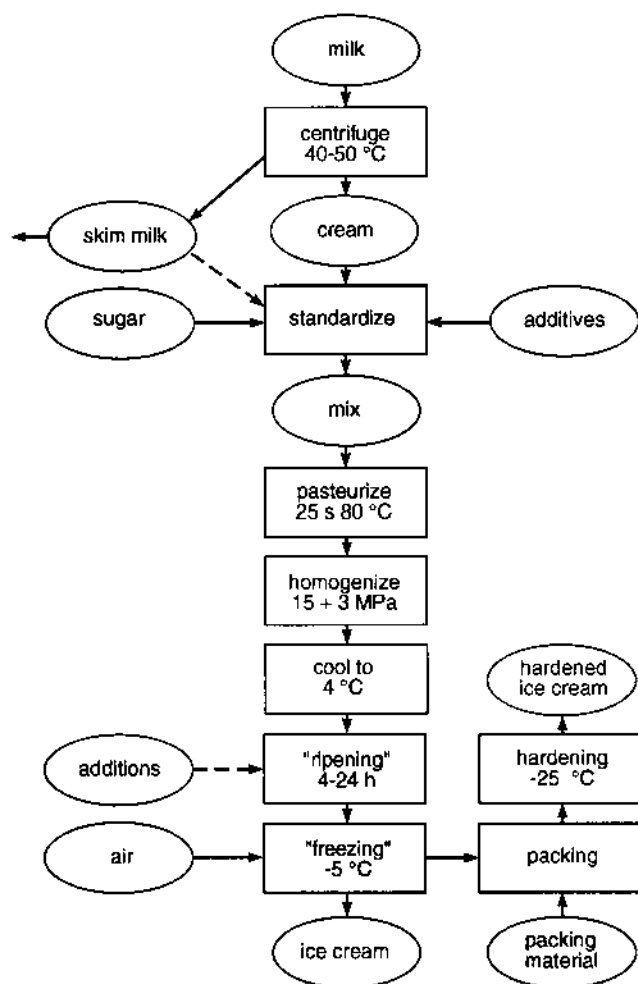 milk
centrifuge
40-50 °C
skim milk
cream
sugar
standardize
additives
mix
pasteurize
25 s 80 °C
homogenize
15 + 3 MPa
cool to
4 °C
hardened
ice cream
additions
"ripening"
4-24 h
hardening
-25 °C
air
"freezing"
-5 °C
packing
ice cream
packing
material